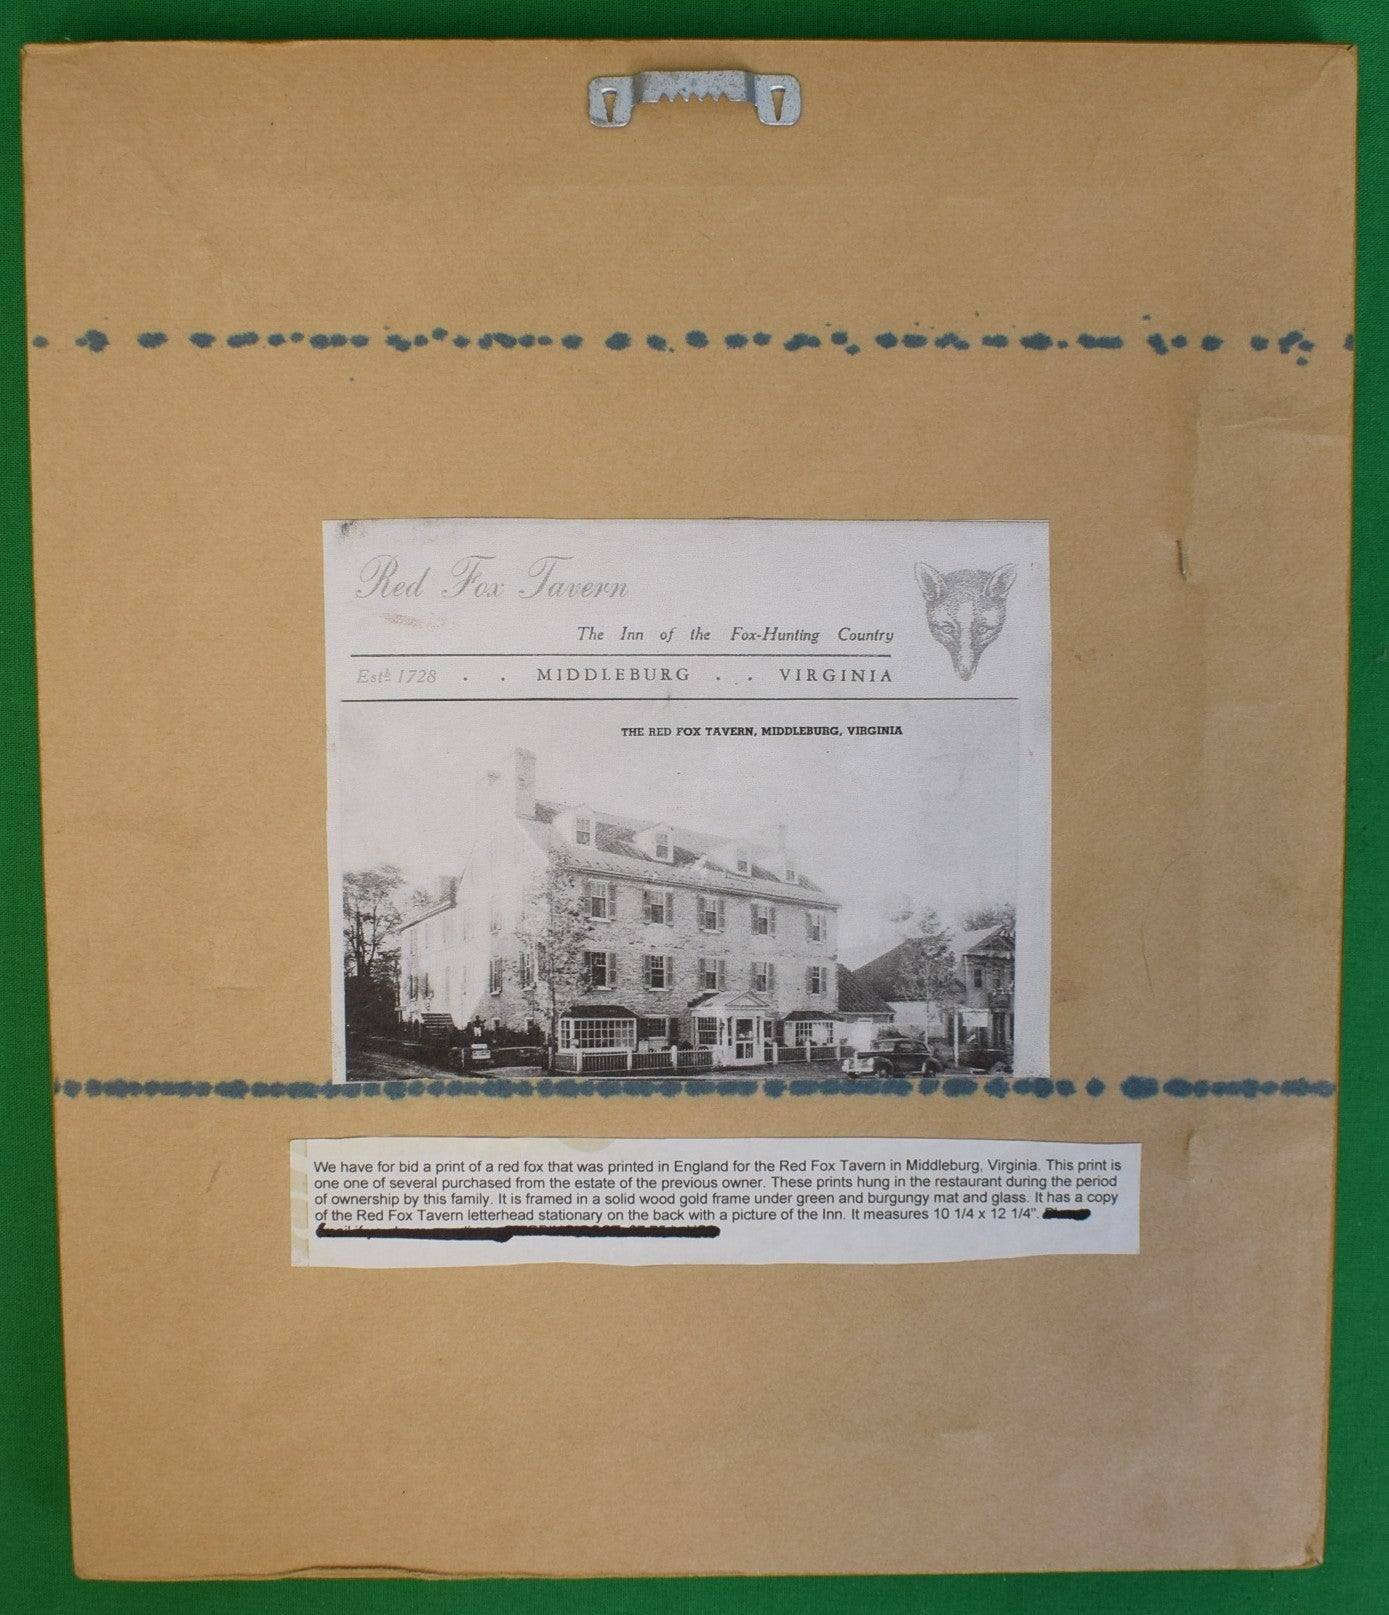 Red Fox Tavern
The Inn of the Fox-Hunting Country
Esth 1728 . . MIDDLEBURG . . VIRGINIA
THE RED FOX TAVERN, MIDDLEBURG, VIRGINIA
We have for bid a print of a red fox that was printed in England for the Red Fox Tavern in Middleburg, Virginia. This print is
one one of several purchased from the estate of the previous owner. These prints hung in the restaurant during the period
of ownership by this family. It is framed in a solid wood gold frame under green and burgungy mat and glass. It has a copy
of the Red Fox Tavern letterhead stationary on the back with a picture of the Inn. It measures 10 1/4 x 12 1/4".